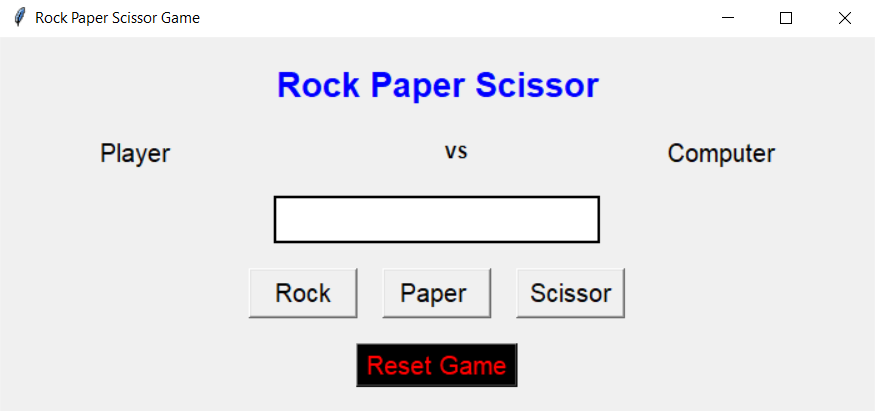 Rock Paper Scissor Game
Rock Paper Scissor
Player vs Computer
Rock Paper Scissor
Reset Game